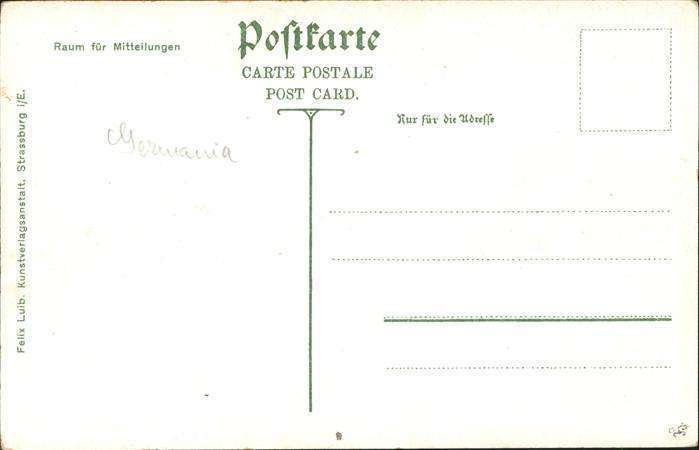 Postkarte
CARTE POSTALE
POST CARD.
Raum für Mitteilungen
Nur für die Adresse
Germania
Felix Luib. Kunstverlagsanstalt, Strassburg i/E.